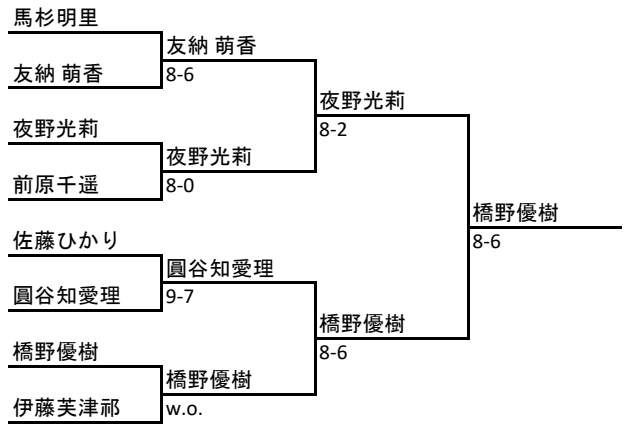 馬杉明里
友納 萌香
友納 萌香
8-6
夜野光莉
8-2
夜野光莉
夜野光莉
前原千遥
8-0
橋野優樹
8-6
佐藤ひかり
圓谷知愛理
圓谷知愛理
9-7
橋野優樹
8-6
橋野優樹
橋野優樹
伊藤芙津祁
w.o.